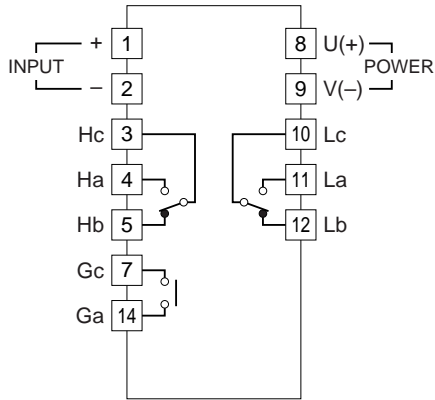 + 1 8 U(+)
INPUT POWER
– 2 9 V(–)
Hc 3 10 Lc
Ha 4 11 La
Hb 5 12 Lb
Gc 7
Ga 14